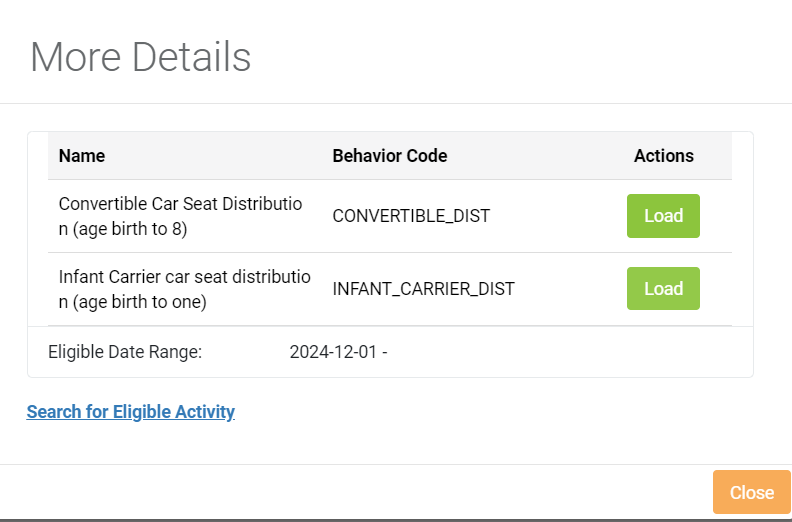 More Details
Name Behavior Code Actions
Convertible Car Seat Distributio
n (age birth to 8) CONVERTIBLE_DIST Load
Infant Carrier car seat distributio
n (age birth to one) INFANT_CARRIER_DIST Load
Eligible Date Range: 2024-12-01 -
Search for Eligible Activity
Close